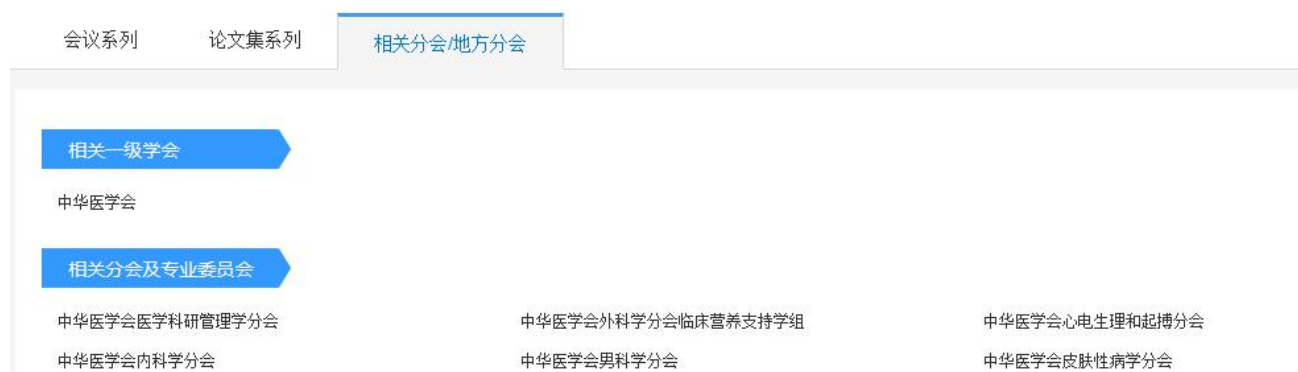 会议系列 论文集系列 相关分会/地方分会
相关一级学会
中华医学会
相关分会及专业委员会
中华医学会医学科研管理学分会 中华医学会外科学分会临床营养支持学组 中华医学会心电生理和起搏分会
中华医学会内科学分会 中华医学会男科学分会 中华医学会皮肤性病学分会